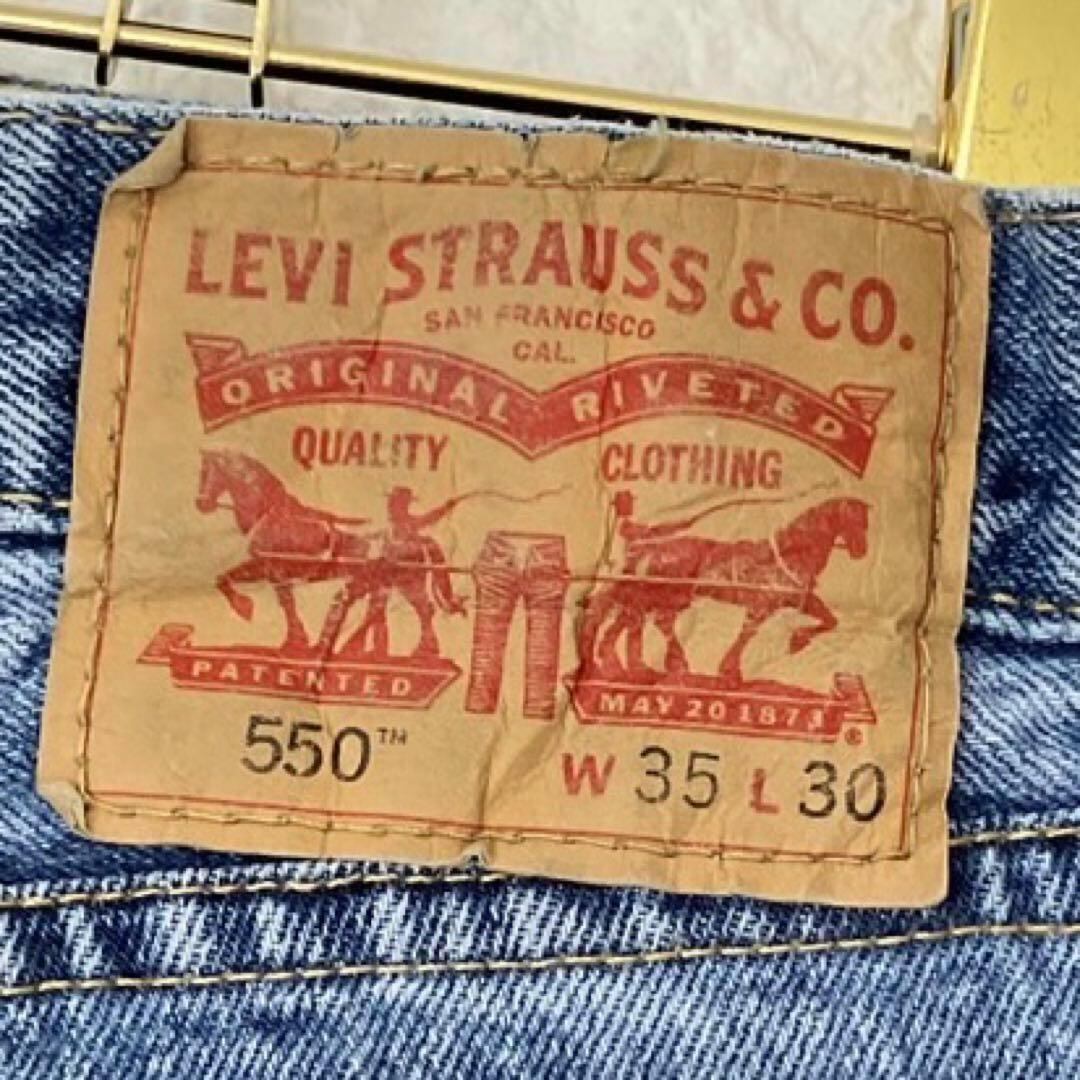 LEVI STRAUSS & CO.
SAN FRANCISCO
CAL.
ORIGINAL RIVETED
QUALITY CLOTHING
PATENTED MAY 20 1873
®
550™ W 35 L 30